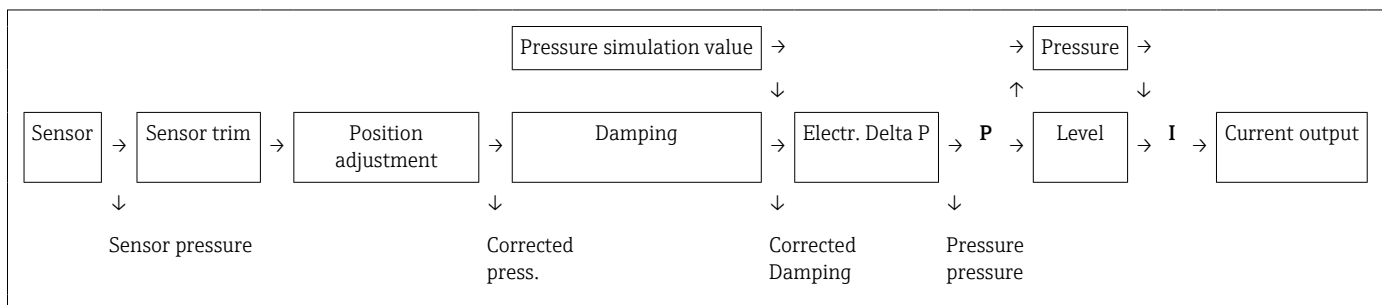 Pressure simulation value → → Pressure →
↓ ↑ ↓
Sensor → Sensor trim → Position → Damping → Electr. Delta P → P → Level → I → Current output
adjustment
↓ ↓ ↓ ↓
Sensor pressure Corrected Corrected Pressure
press. Damping pressure